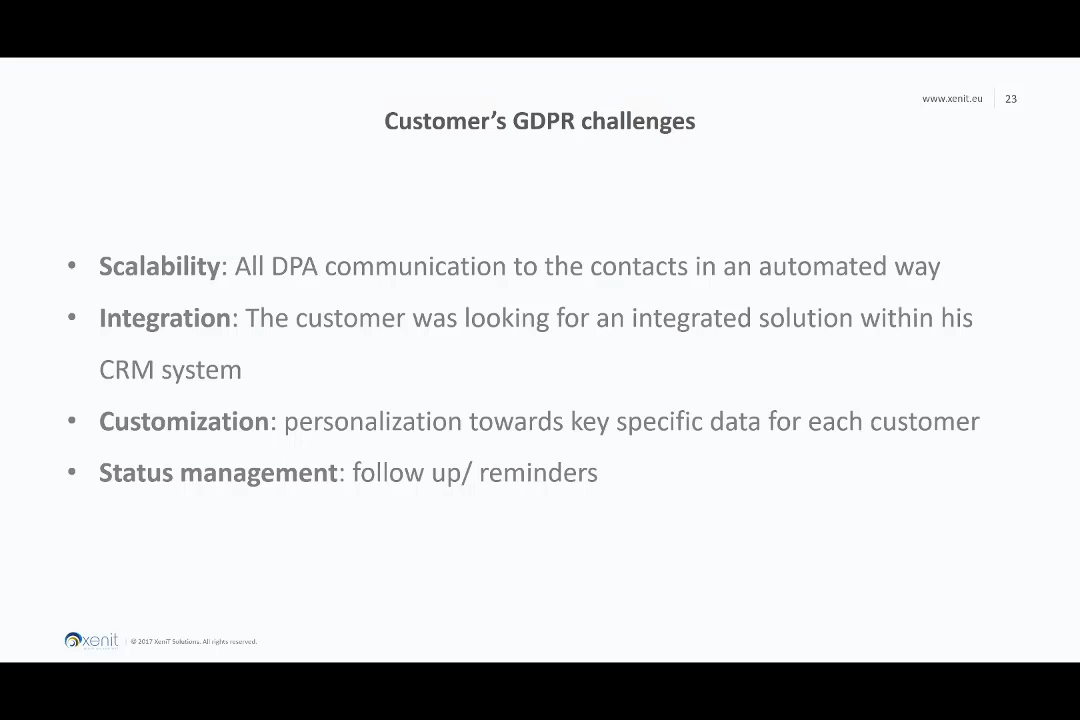 www.xenit.eu 23
Customer’s GDPR challenges
• Scalability: All DPA communication to the contacts in an automated way
• Integration: The customer was looking for an integrated solution within his
CRM system
• Customization: personalization towards key specific data for each customer
• Status management: follow up/ reminders
xenit © 2017 XeniT Solutions. All rights reserved.